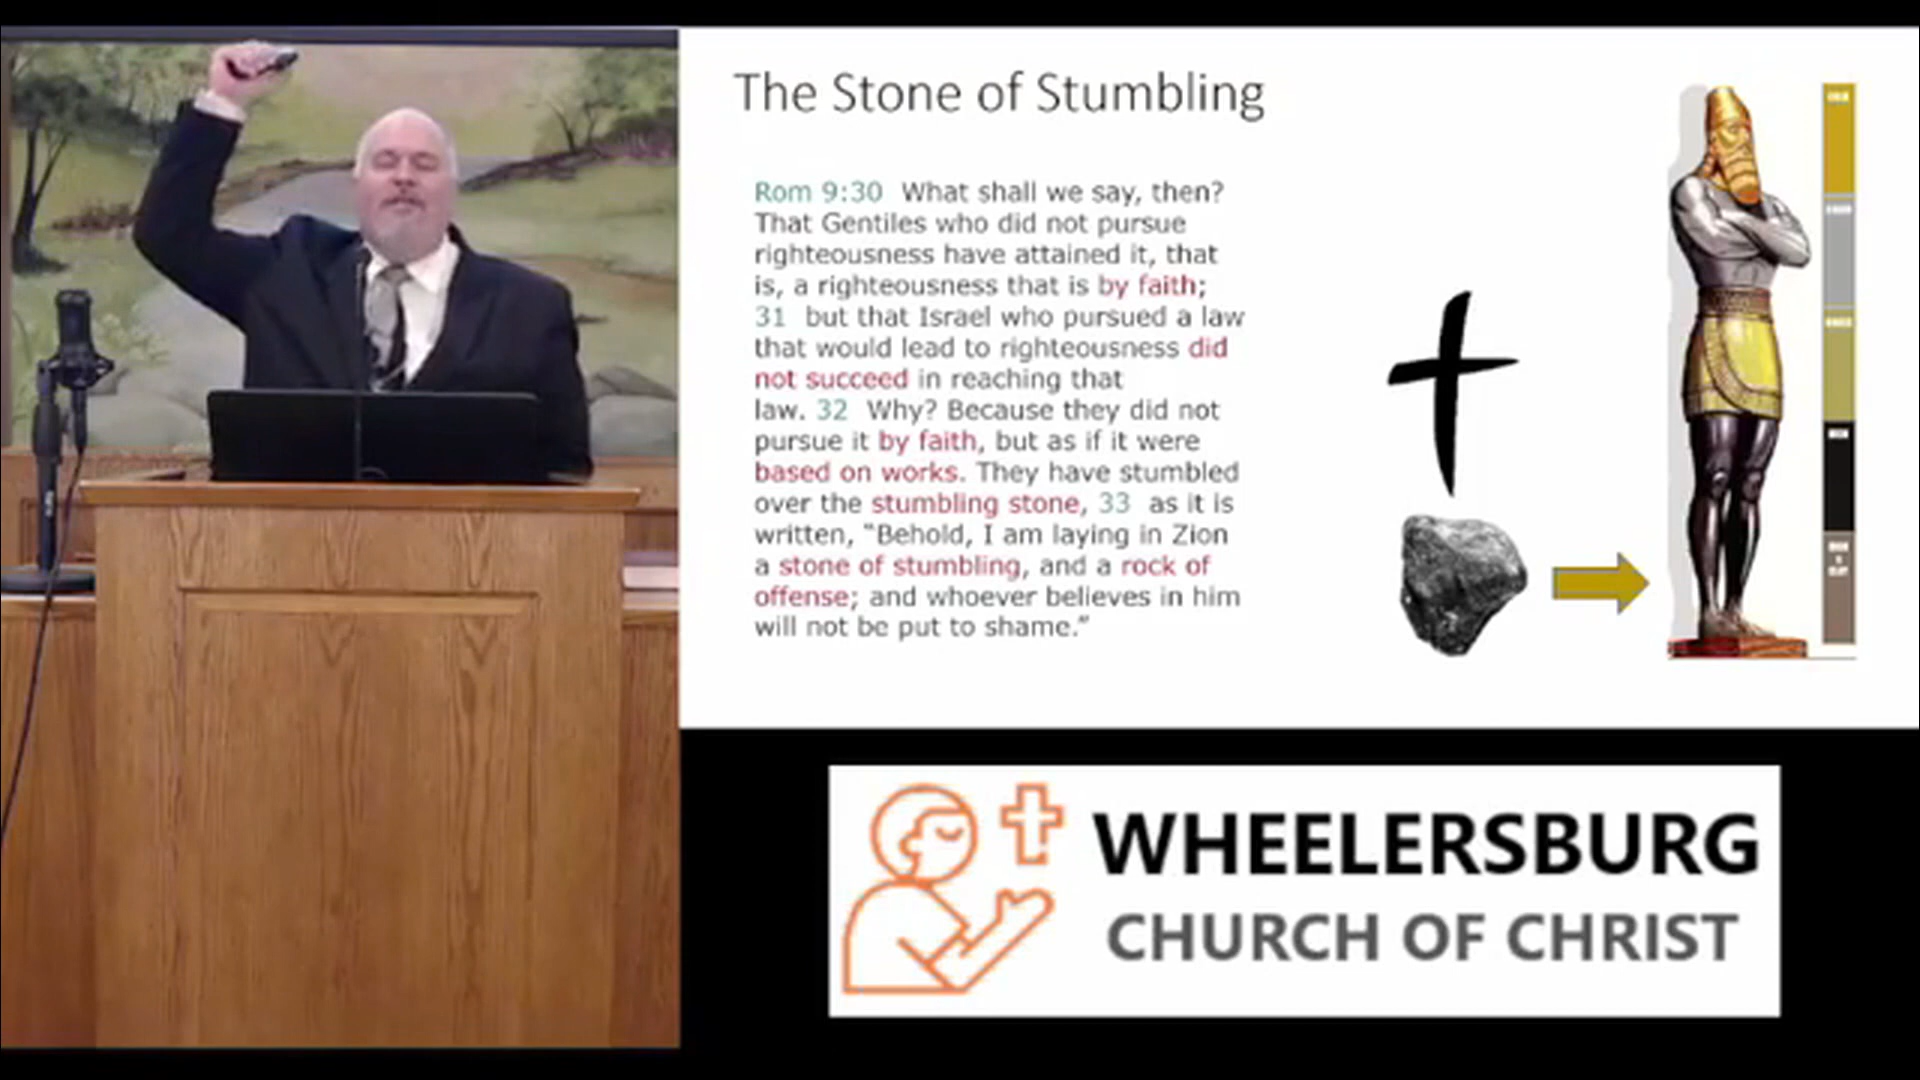 The Stone of Stumbling
Rom 9:30 What shall we say, then?
That Gentiles who did not pursue
righteousness have attained it, that
is, a righteousness that is by faith;
31 but that Israel who pursued a law
that would lead to righteousness did
not succeed in reaching that
law. 32 Why? Because they did not
pursue it by faith, but as if it were
based on works. They have stumbled
over the stumbling stone, 33 as it is
written, “Behold, I am laying in Zion
a stone of stumbling, and a rock of
offense; and whoever believes in him
will not be put to shame.”
WHEELERSBURG
CHURCH OF CHRIST